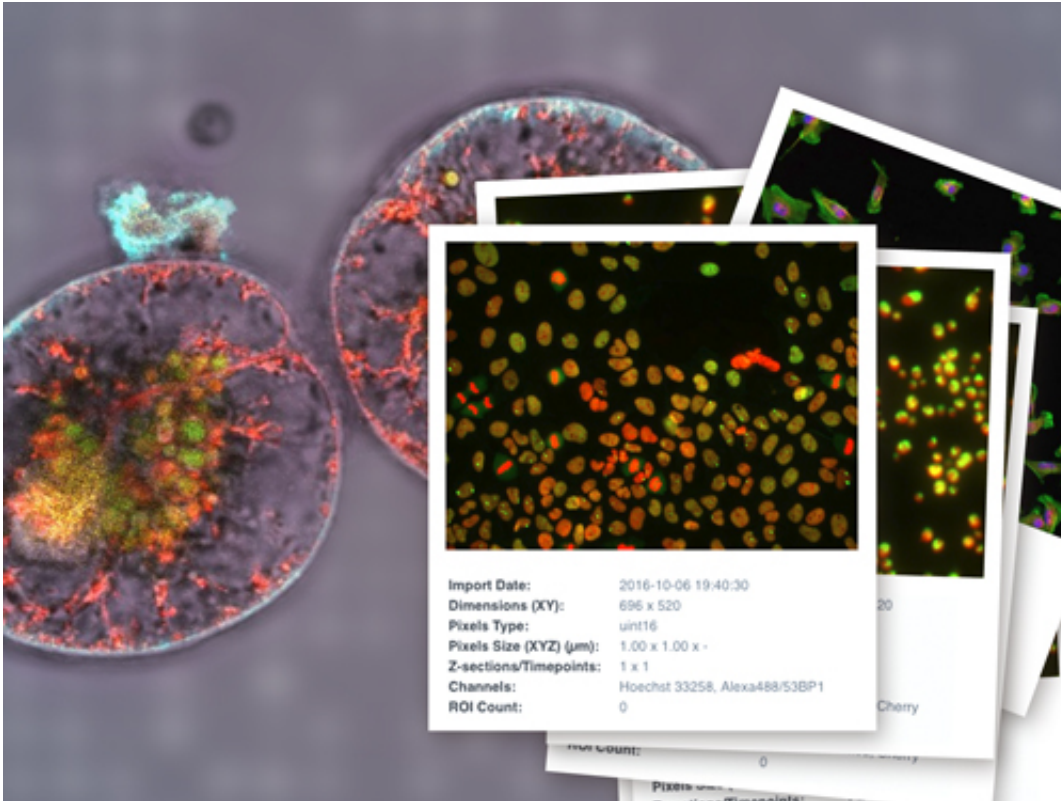 Import Date: 2016-10-06 19:40:30
Dimensions (XY): 696 x 520
Pixels Type: uint16
Pixels Size (XYZ) (µm): 1.00 x 1.00 x -
Z-sections/Timepoints: 1 x 1
Channels: Hoechst 33258, Alexa488/53BP1
ROI Count: 0
20
Cherry
ROI Count: 0
Cherry
Pixels